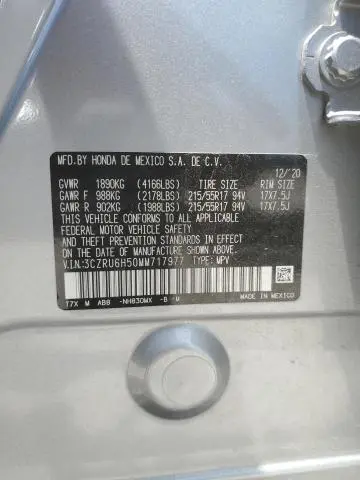 MFD.BY HONDA DE MEXICO S.A. DE C.V.
12/'20
GVWR 1890KG (4166LBS) TIRE SIZE RIM SIZE
GAWR F 988KG (2178LBS) 215/55R17 94V 17X7.5J
GAWR R 902KG (1988LBS) 215/55R17 94V 17X7.5J
THIS VEHICLE CONFORMS TO ALL APPLICABLE
FEDERAL MOTOR VEHICLE SAFETY AND
THEFT PREVENTION STANDARDS IN EFFECT
ON THE DATE OF MANUFACTURE SHOWN
ABOVE.
V.IN:3CZRU6H50MM717977 TYPE: MPV
T7X M AB8 -NH830MX -B